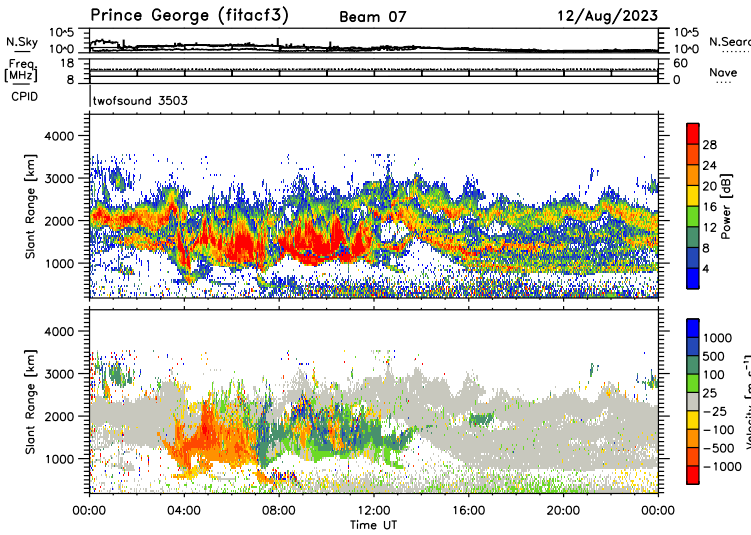 Prince George (fitacf3) Beam 07 12/Aug/2023
N.Sky 10^5 10^0 10^5 10^0 N.Searc
Freq. [MHz] 18 8 60 0 Nave
CPID twofsound 3503
Slant Range [km] 4000 3000 2000 1000
Power [dB] 28 24 20 16 12 8 4
Slant Range [km] 4000 3000 2000 1000
Velocity [m s^-1] 1000 500 100 25 -25 -100 -500 -1000
00:00 04:00 08:00 12:00 16:00 20:00 00:00
Time UT